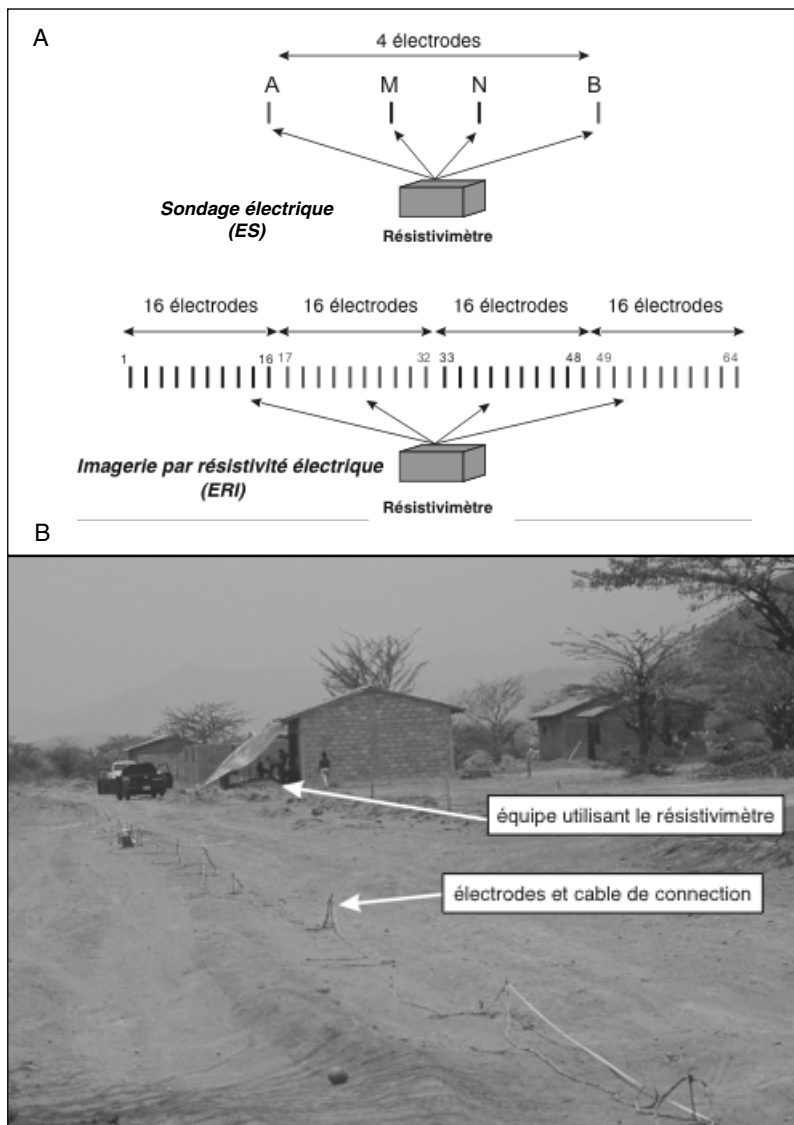 A
4 électrodes
A M N B
Sondage électrique
(ES)
Résistivimètre
16 électrodes 16 électrodes 16 électrodes 16 électrodes
1 16 17 32 33 48 49 64
Imagerie par résistivité électrique
(ERI)
Résistivimètre
B
équipe utilisant le résistivimètre
électrodes et cable de connection